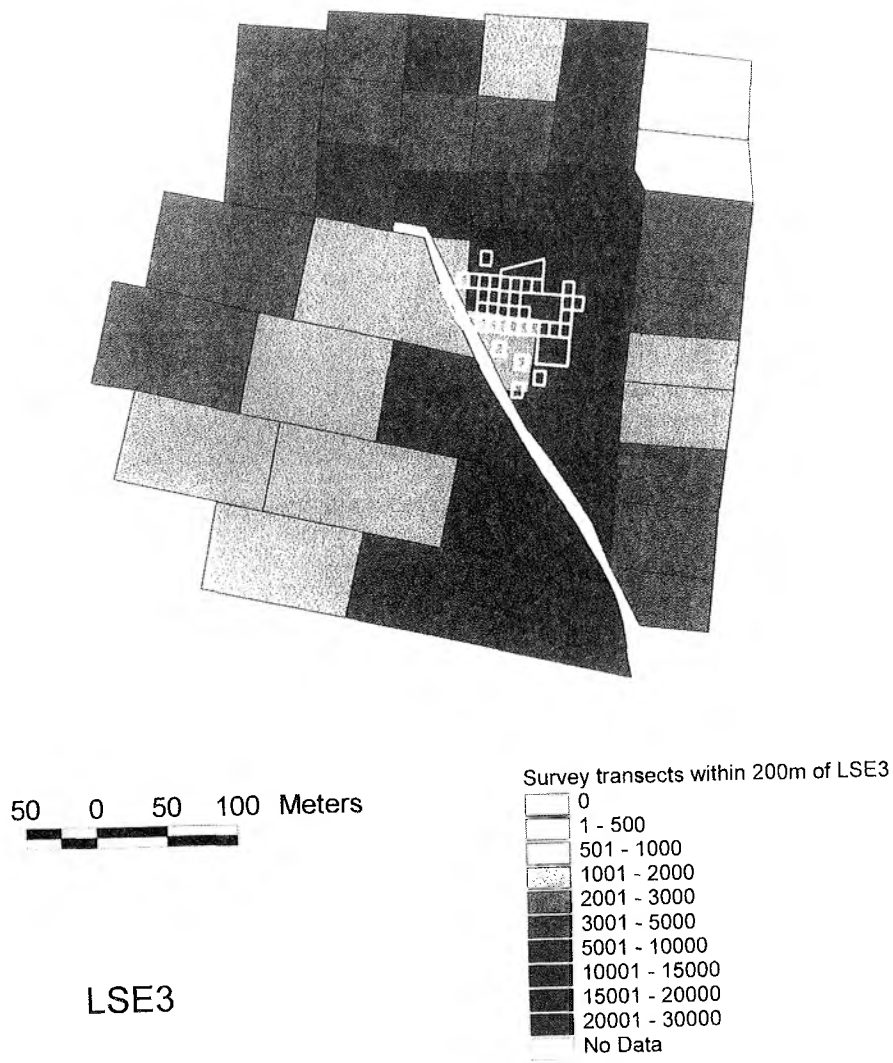 50 0 50 100 Meters
LSE3
Survey transects within 200m of LSE3
0
1 - 500
501 - 1000
1001 - 2000
2001 - 3000
3001 - 5000
5001 - 10000
10001 - 15000
15001 - 20000
20001 - 30000
No Data